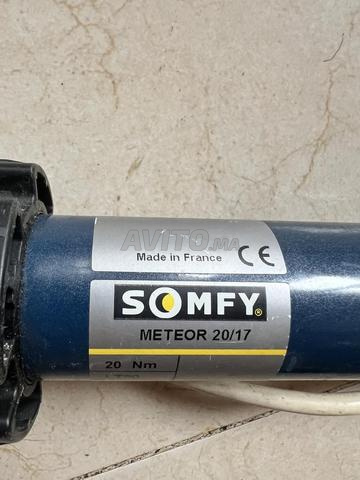 AVITO.ma
Made in France
CE
SOMFY®
METEOR 20/17
20 Nm